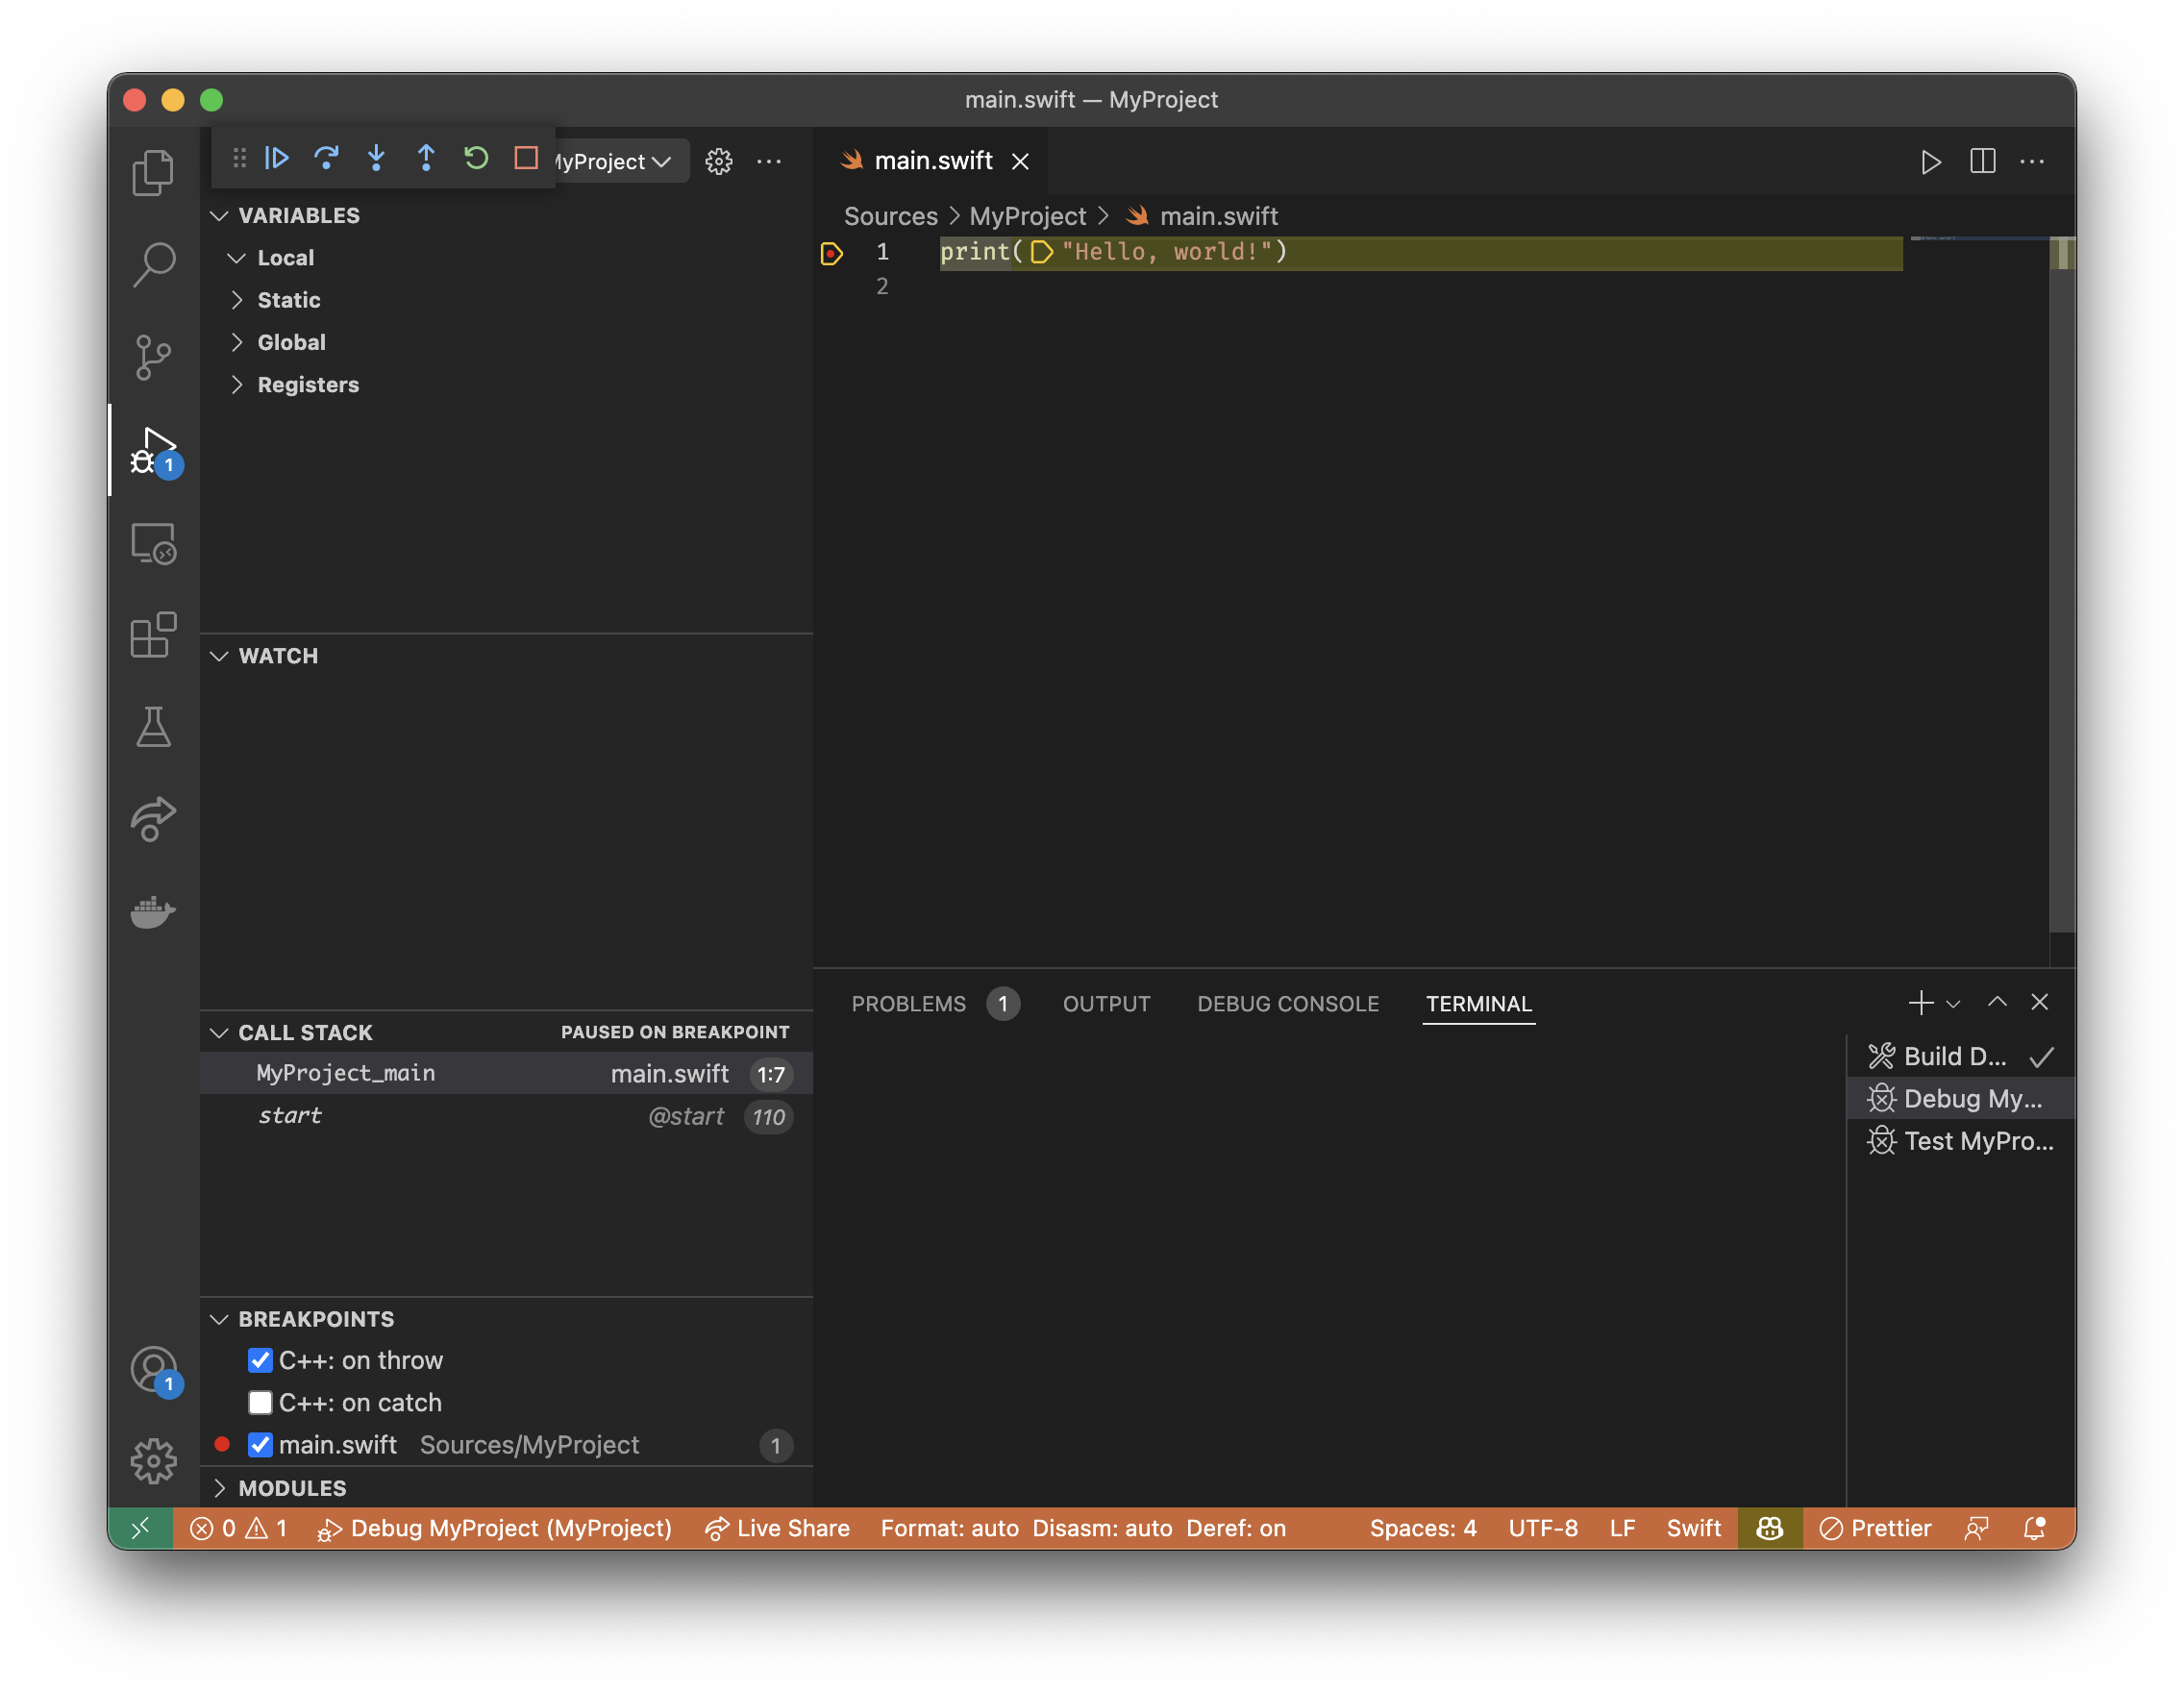 main.swift — MyProject
MyProject
VARIABLES
Local
Static
Global
Registers
1
WATCH
CALL STACK PAUSED ON BREAKPOINT
MyProject_main main.swift 1:7
start @start 110
BREAKPOINTS
C++: on throw
C++: on catch
main.swift Sources/MyProject 1
MODULES
1
main.swift
Sources > MyProject > main.swift
1 print("Hello, world!")
2
PROBLEMS 1 OUTPUT DEBUG CONSOLE TERMINAL
Build D...
Debug My...
Test MyPro...
0 1 Debug MyProject (MyProject) Live Share Format: auto Disasm: auto Deref: on Spaces: 4 UTF-8 LF Swift Prettier